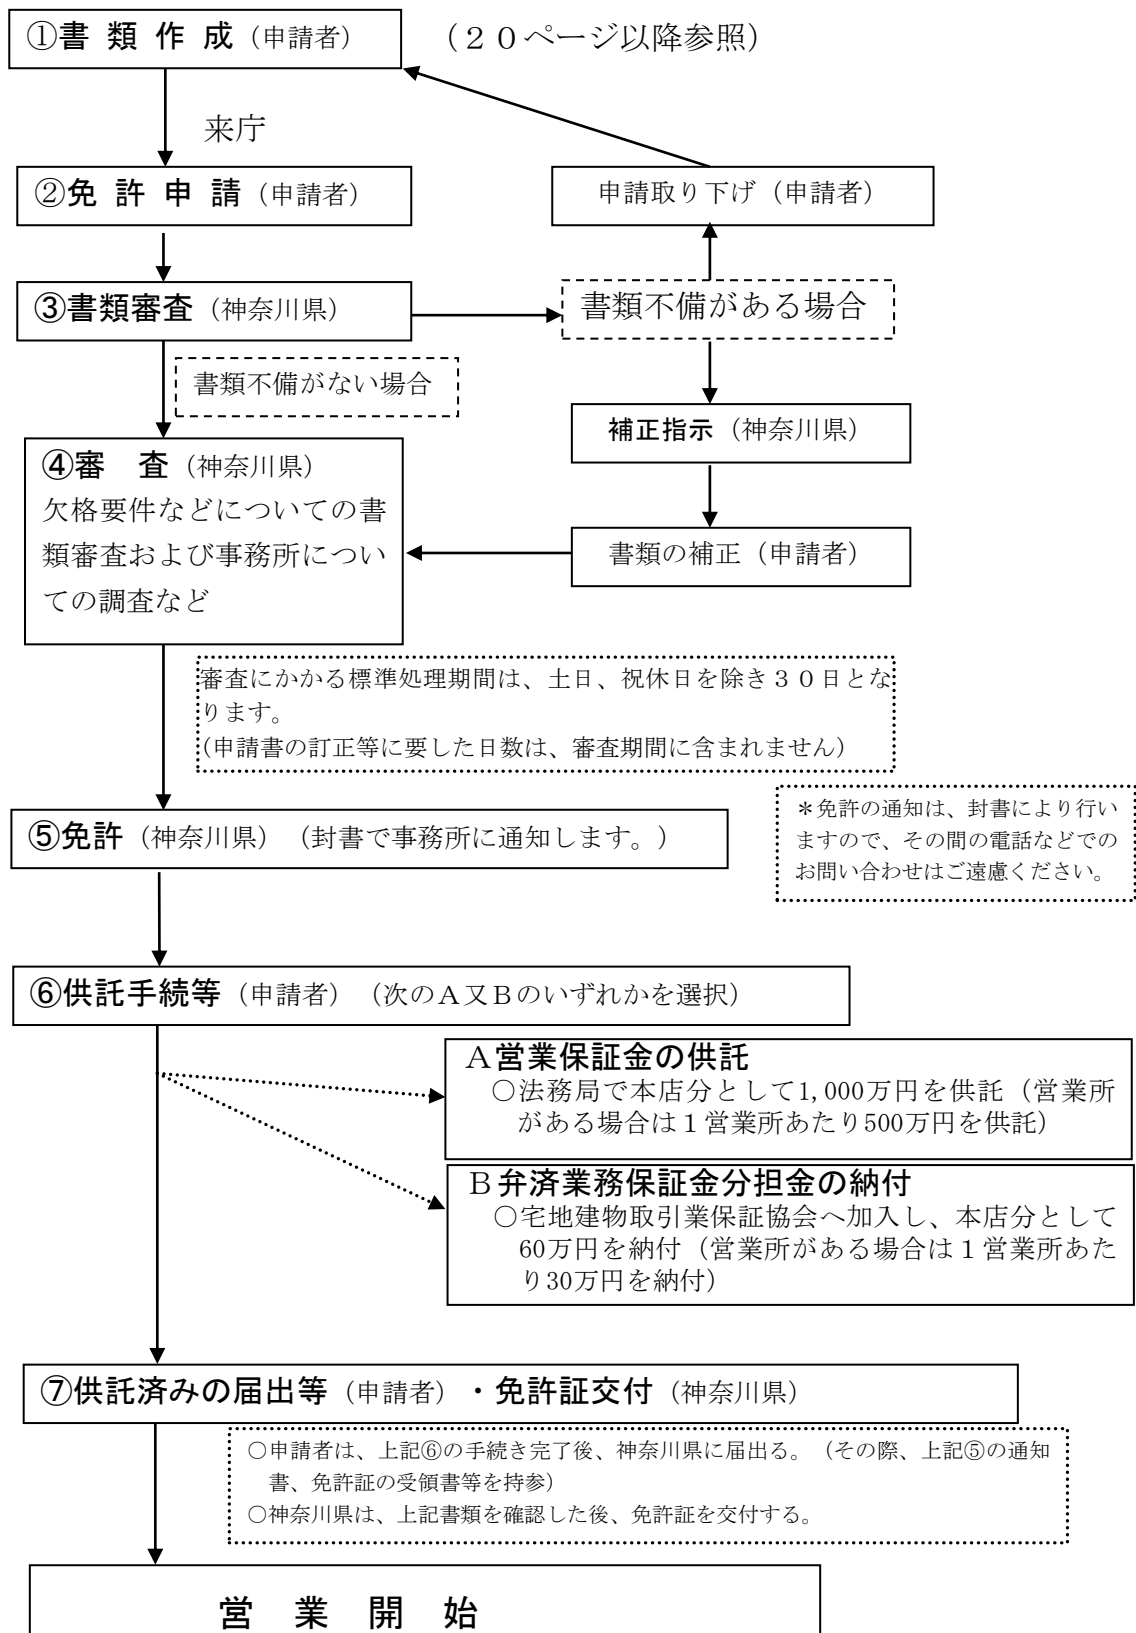 ①書類作成（申請者）　（２０ページ以降参照）
来庁
②免許申請（申請者）
申請取り下げ（申請者）
③書類審査（神奈川県）
書類不備がある場合
書類不備がない場合
補正指示（神奈川県）
④審　査（神奈川県）
欠格要件などについての書
類審査および事務所につい
ての調査など
書類の補正（申請者）
審査にかかる標準処理期間は、土日、祝休日を除き３０日とな
ります。
（申請書の訂正等に要した日数は、審査期間に含まれません）
＊免許の通知は、封書により行い
ますので、その間の電話などでの
お問い合わせはご遠慮ください。
⑤免許（神奈川県）（封書で事務所に通知します。）
⑥供託手続等（申請者）（次のＡ又Ｂのいずれかを選択）
Ａ営業保証金の供託
○法務局で本店分として1,000万円を供託（営業所
がある場合は１営業所あたり500万円を供託）
Ｂ弁済業務保証金分担金の納付
○宅地建物取引業保証協会へ加入し、本店分として
60万円を納付（営業所がある場合は１営業所あた
り30万円を納付）
⑦供託済みの届出等（申請者）・免許証交付（神奈川県）
○申請者は、上記⑥の手続き完了後、神奈川県に届出る。（その際、上記⑤の通知
書、免許証の受領書等を持参）
○神奈川県は、上記書類を確認した後、免許証を交付する。
営業開始